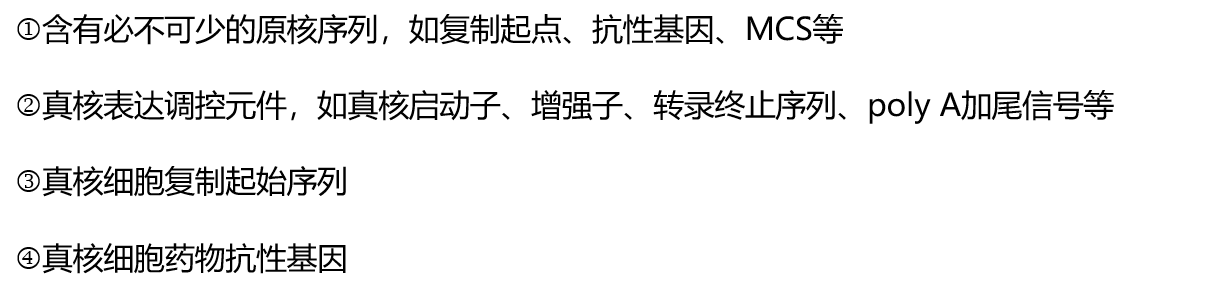 ①含有必不可少的原核序列，如复制起点、抗性基因、MCS等
②真核表达调控元件，如真核启动子、增强子、转录终止序列、poly A加尾信号等
③真核细胞复制起始序列
④真核细胞药物抗性基因